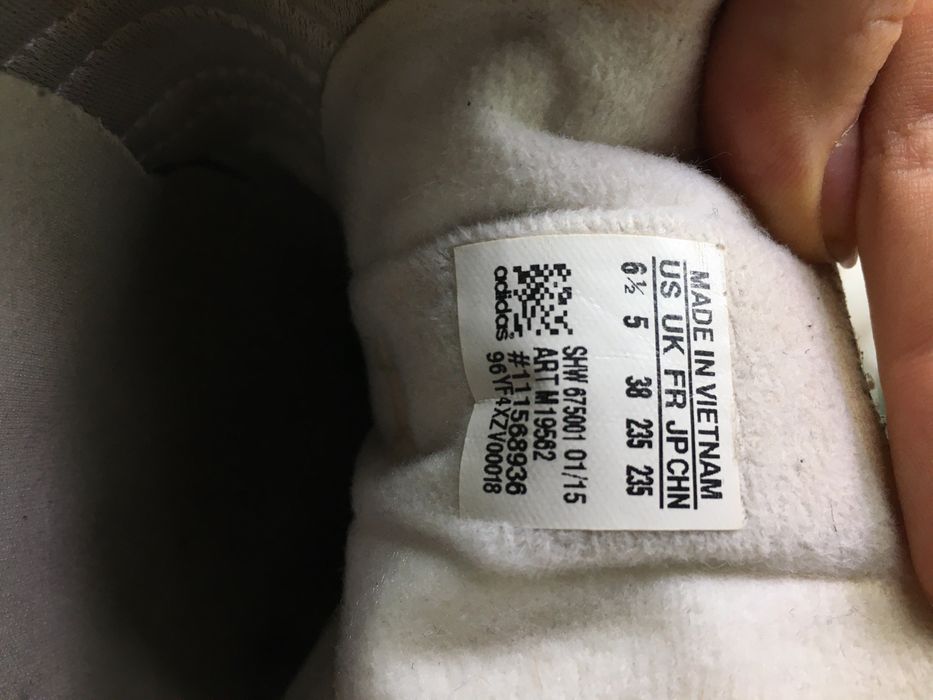 MADE IN VIETNAM
US UK FR JP CHN
6½ 5 38 235 235
SHW 675001 01/15
ART M19562
#111568936
96YF4XZV00018
adidas